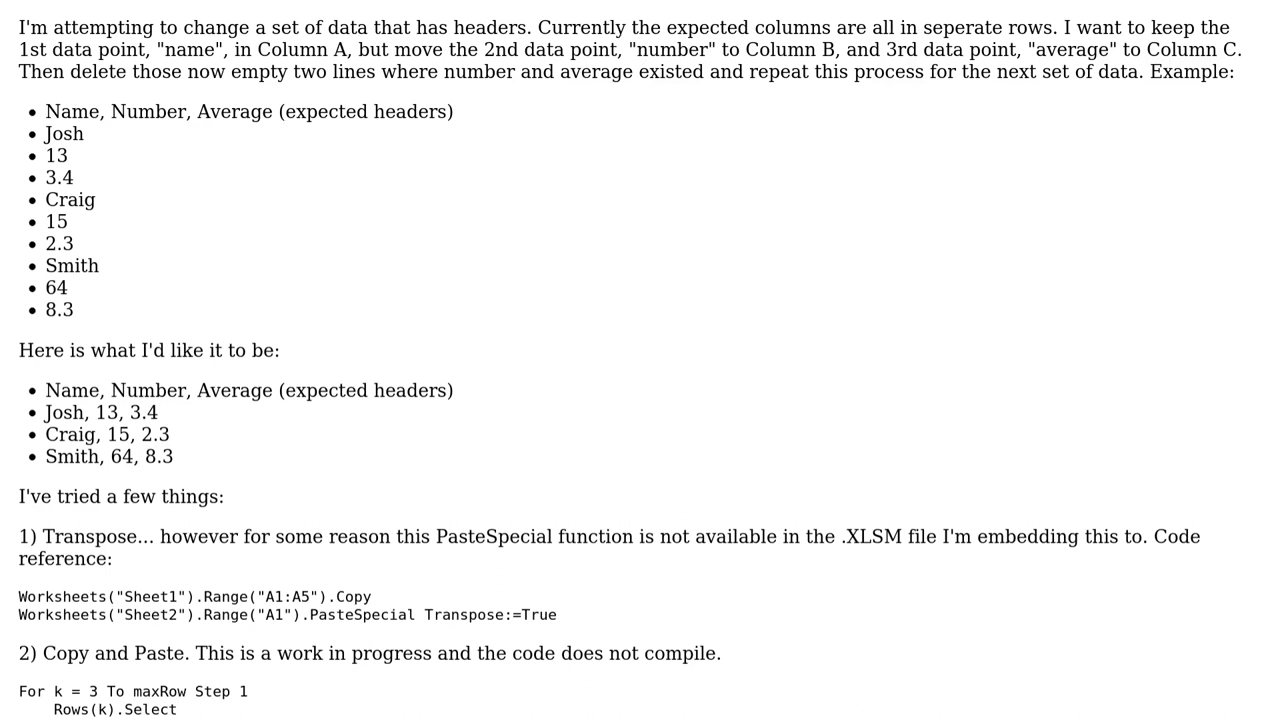 I'm attempting to change a set of data that has headers. Currently the expected columns are all in seperate rows. I want to keep the
1st data point, "name", in Column A, but move the 2nd data point, "number" to Column B, and 3rd data point, "average" to Column C.
Then delete those now empty two lines where number and average existed and repeat this process for the next set of data. Example:
• Name, Number, Average (expected headers)
• Josh
• 13
• 3.4
• Craig
• 15
• 2.3
• Smith
• 64
• 8.3
Here is what I'd like it to be:
• Name, Number, Average (expected headers)
• Josh, 13, 3.4
• Craig, 15, 2.3
• Smith, 64, 8.3
I've tried a few things:
1) Transpose... however for some reason this PasteSpecial function is not available in the .XLSM file I'm embedding this to. Code
reference:
Worksheets("Sheet1").Range("A1:A5").Copy
Worksheets("Sheet2").Range("A1").PasteSpecial Transpose:=True
2) Copy and Paste. This is a work in progress and the code does not compile.
For k = 3 To maxRow Step 1
    Rows(k).Select